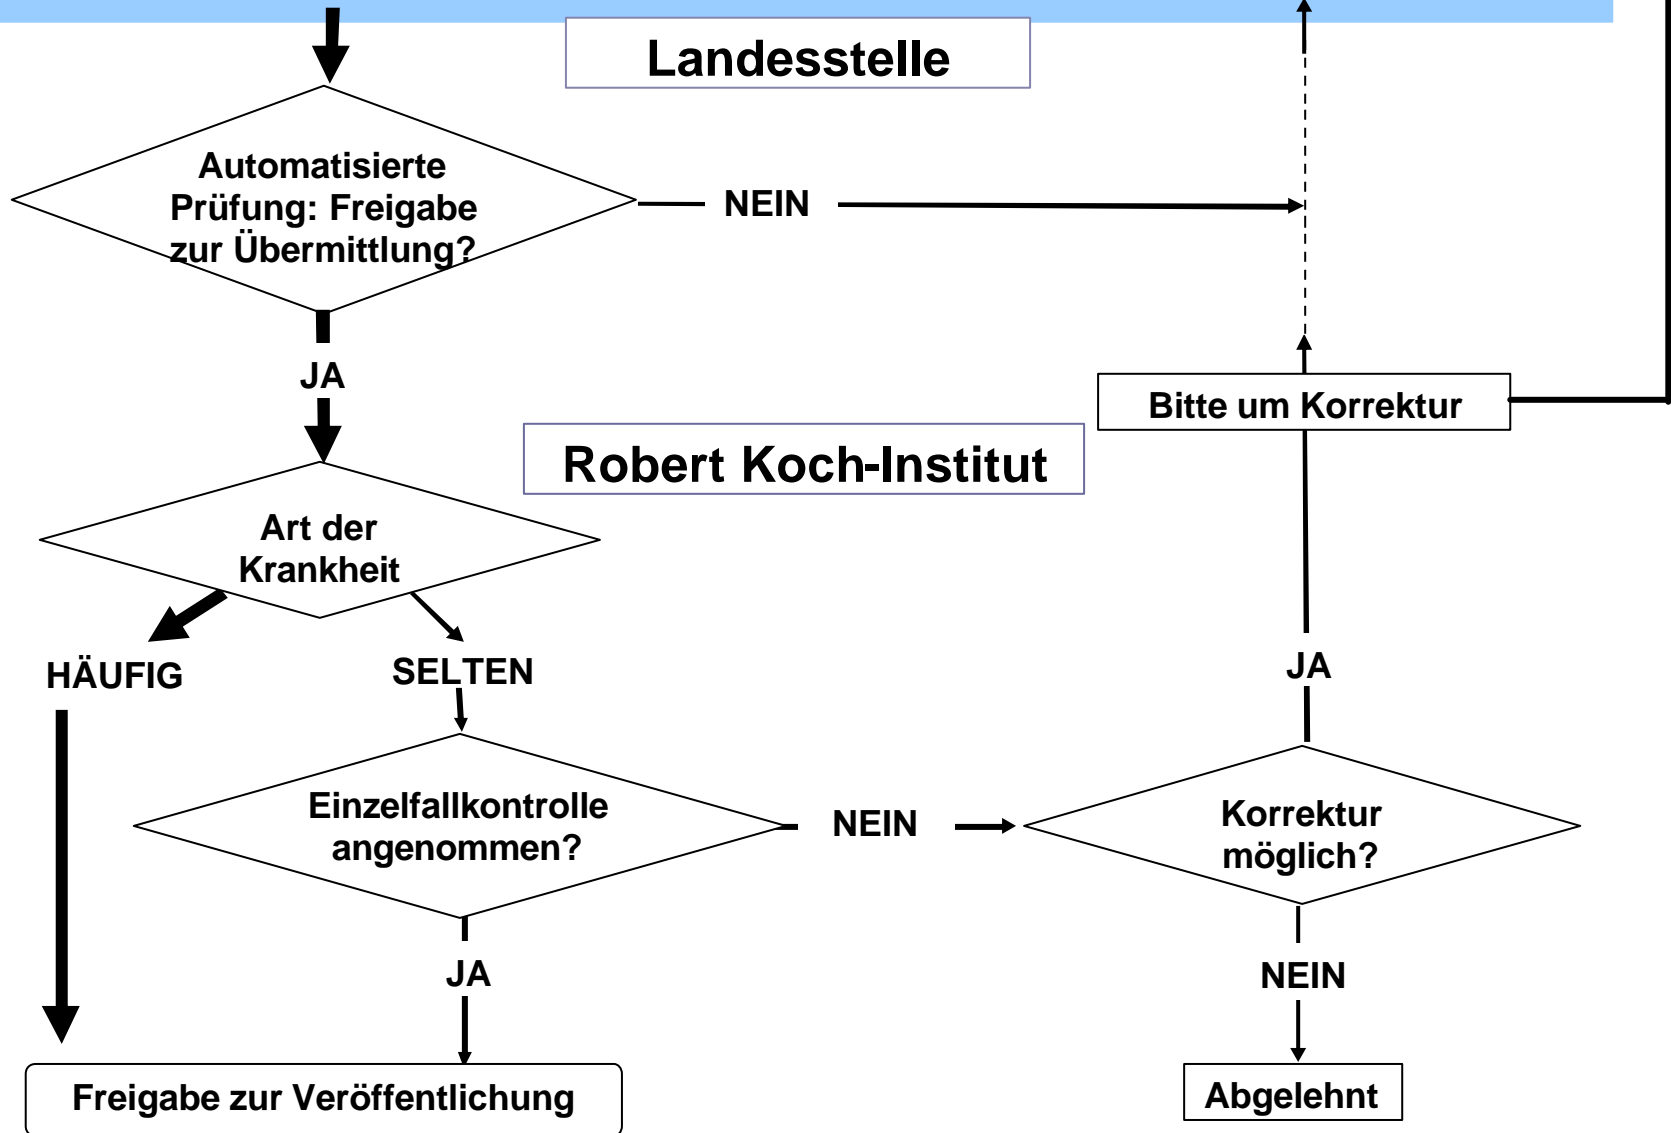 Landesstelle
Automatisierte
Prüfung: Freigabe
zur Übermittlung?
NEIN
JA
Bitte um Korrektur
Robert Koch-Institut
Art der
Krankheit
HÄUFIG
SELTEN
JA
Einzelfallkontrolle
angenommen?
NEIN
Korrektur
möglich?
JA
NEIN
Freigabe zur Veröffentlichung
Abgelehnt